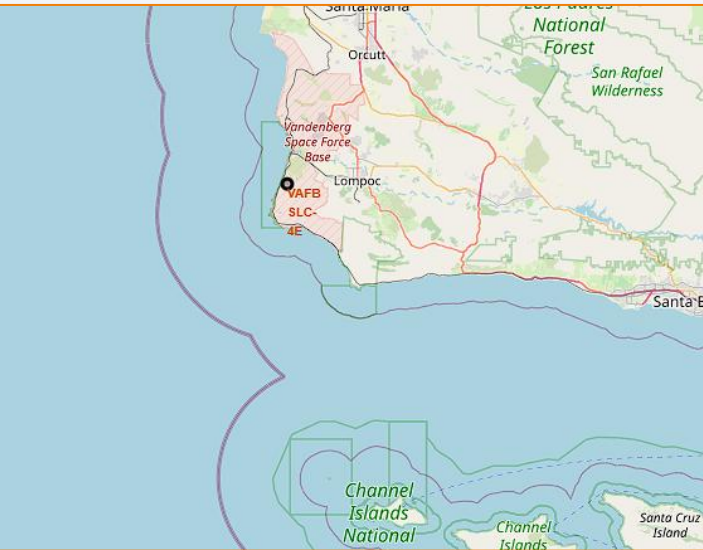 Santa Maria
Los Padres
National
Forest
Orcutt
San Rafael
Wilderness
Vandenberg
Space Force
Base
Lompoc
VAFB
SLC-
4E
Santa B
Channel
Islands
National
Channel
Islands
Santa Cruz
Island